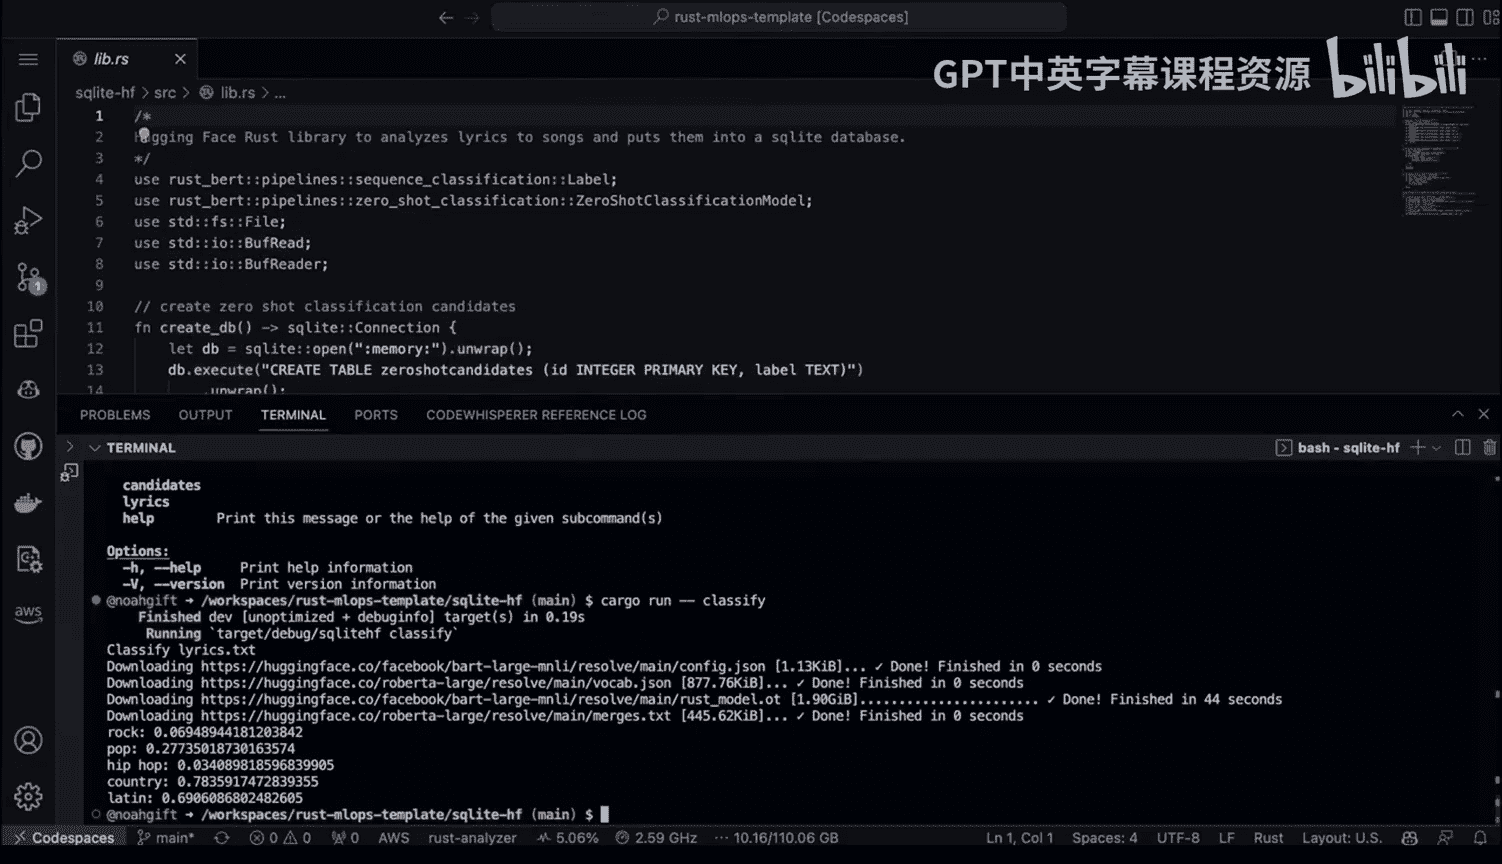 rust-mlops-template [Codespaces]
lib.rs
GPT中英字幕课程资源 bilibili
sqlite-hf > src > lib.rs > ...
1 /*
2 Hugging Face Rust library to analyzes lyrics to songs and puts them into a sqlite database.
3 */
4 use rust_bert::pipelines::sequence_classification::Label;
5 use rust_bert::pipelines::zero_shot_classification::ZeroShotClassificationModel;
6 use std::fs::File;
7 use std::io::BufRead;
8 use std::io::BufReader;
9
10 // create zero shot classification candidates
11 fn create_db() -> sqlite::Connection {
12 let db = sqlite::open(":memory:").unwrap();
13 db.execute("CREATE TABLE zeroshotcandidates (id INTEGER PRIMARY KEY, label TEXT)")
14 .unwrap();
PROBLEMS OUTPUT TERMINAL PORTS CODEWHISPERER REFERENCE LOG
TERMINAL bash - sqlite-hf
candidates
lyrics
help Print this message or the help of the given subcommand(s)
Options:
-h, --help Print help information
-V, --version Print version information
@noahgift → /workspaces/rust-mlops-template/sqlite-hf (main) $ cargo run -- classify
Finished dev [unoptimized + debuginfo] target(s) in 0.19s
Running `target/debug/sqlitehf classify`
Classify lyrics.txt
Downloading https://huggingface.co/facebook/bart-large-mnli/resolve/main/config.json [1.13KiB]... ✓ Done! Finished in 0 seconds
Downloading https://huggingface.co/roberta-large/resolve/main/vocab.json [877.76KiB]... ✓ Done! Finished in 0 seconds
Downloading https://huggingface.co/facebook/bart-large-mnli/resolve/main/rust_model.ot [1.90GiB]....................... ✓ Done! Finished in 44 seconds
Downloading https://huggingface.co/roberta-large/resolve/main/merges.txt [445.62KiB]... ✓ Done! Finished in 0 seconds
rock: 0.06948944181203842
pop: 0.27735018730163574
hip hop: 0.034089818596839905
country: 0.7835917472839355
latin: 0.6906086802482605
@noahgift → /workspaces/rust-mlops-template/sqlite-hf (main) $
1
aws
Codespaces main* 0 0 0 AWS rust-analyzer 5.06% 2.59 GHz 10.16/110.06 GB Ln 1, Col 1 Spaces: 4 UTF-8 LF Rust Layout: U.S.